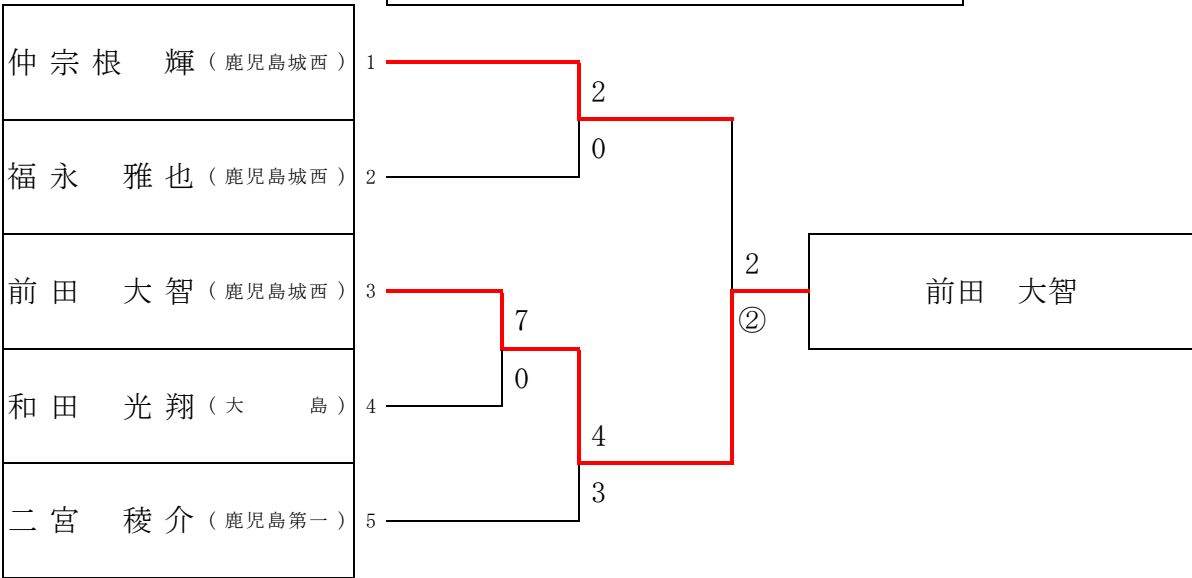 仲宗根　輝（鹿児島城西） 1
2
0
福永　雅也（鹿児島城西） 2
前田　大智（鹿児島城西） 3
2
前田　大智
②
7
0
和田　光翔（大　　島） 4
4
3
二宮　稜介（鹿児島第一） 5